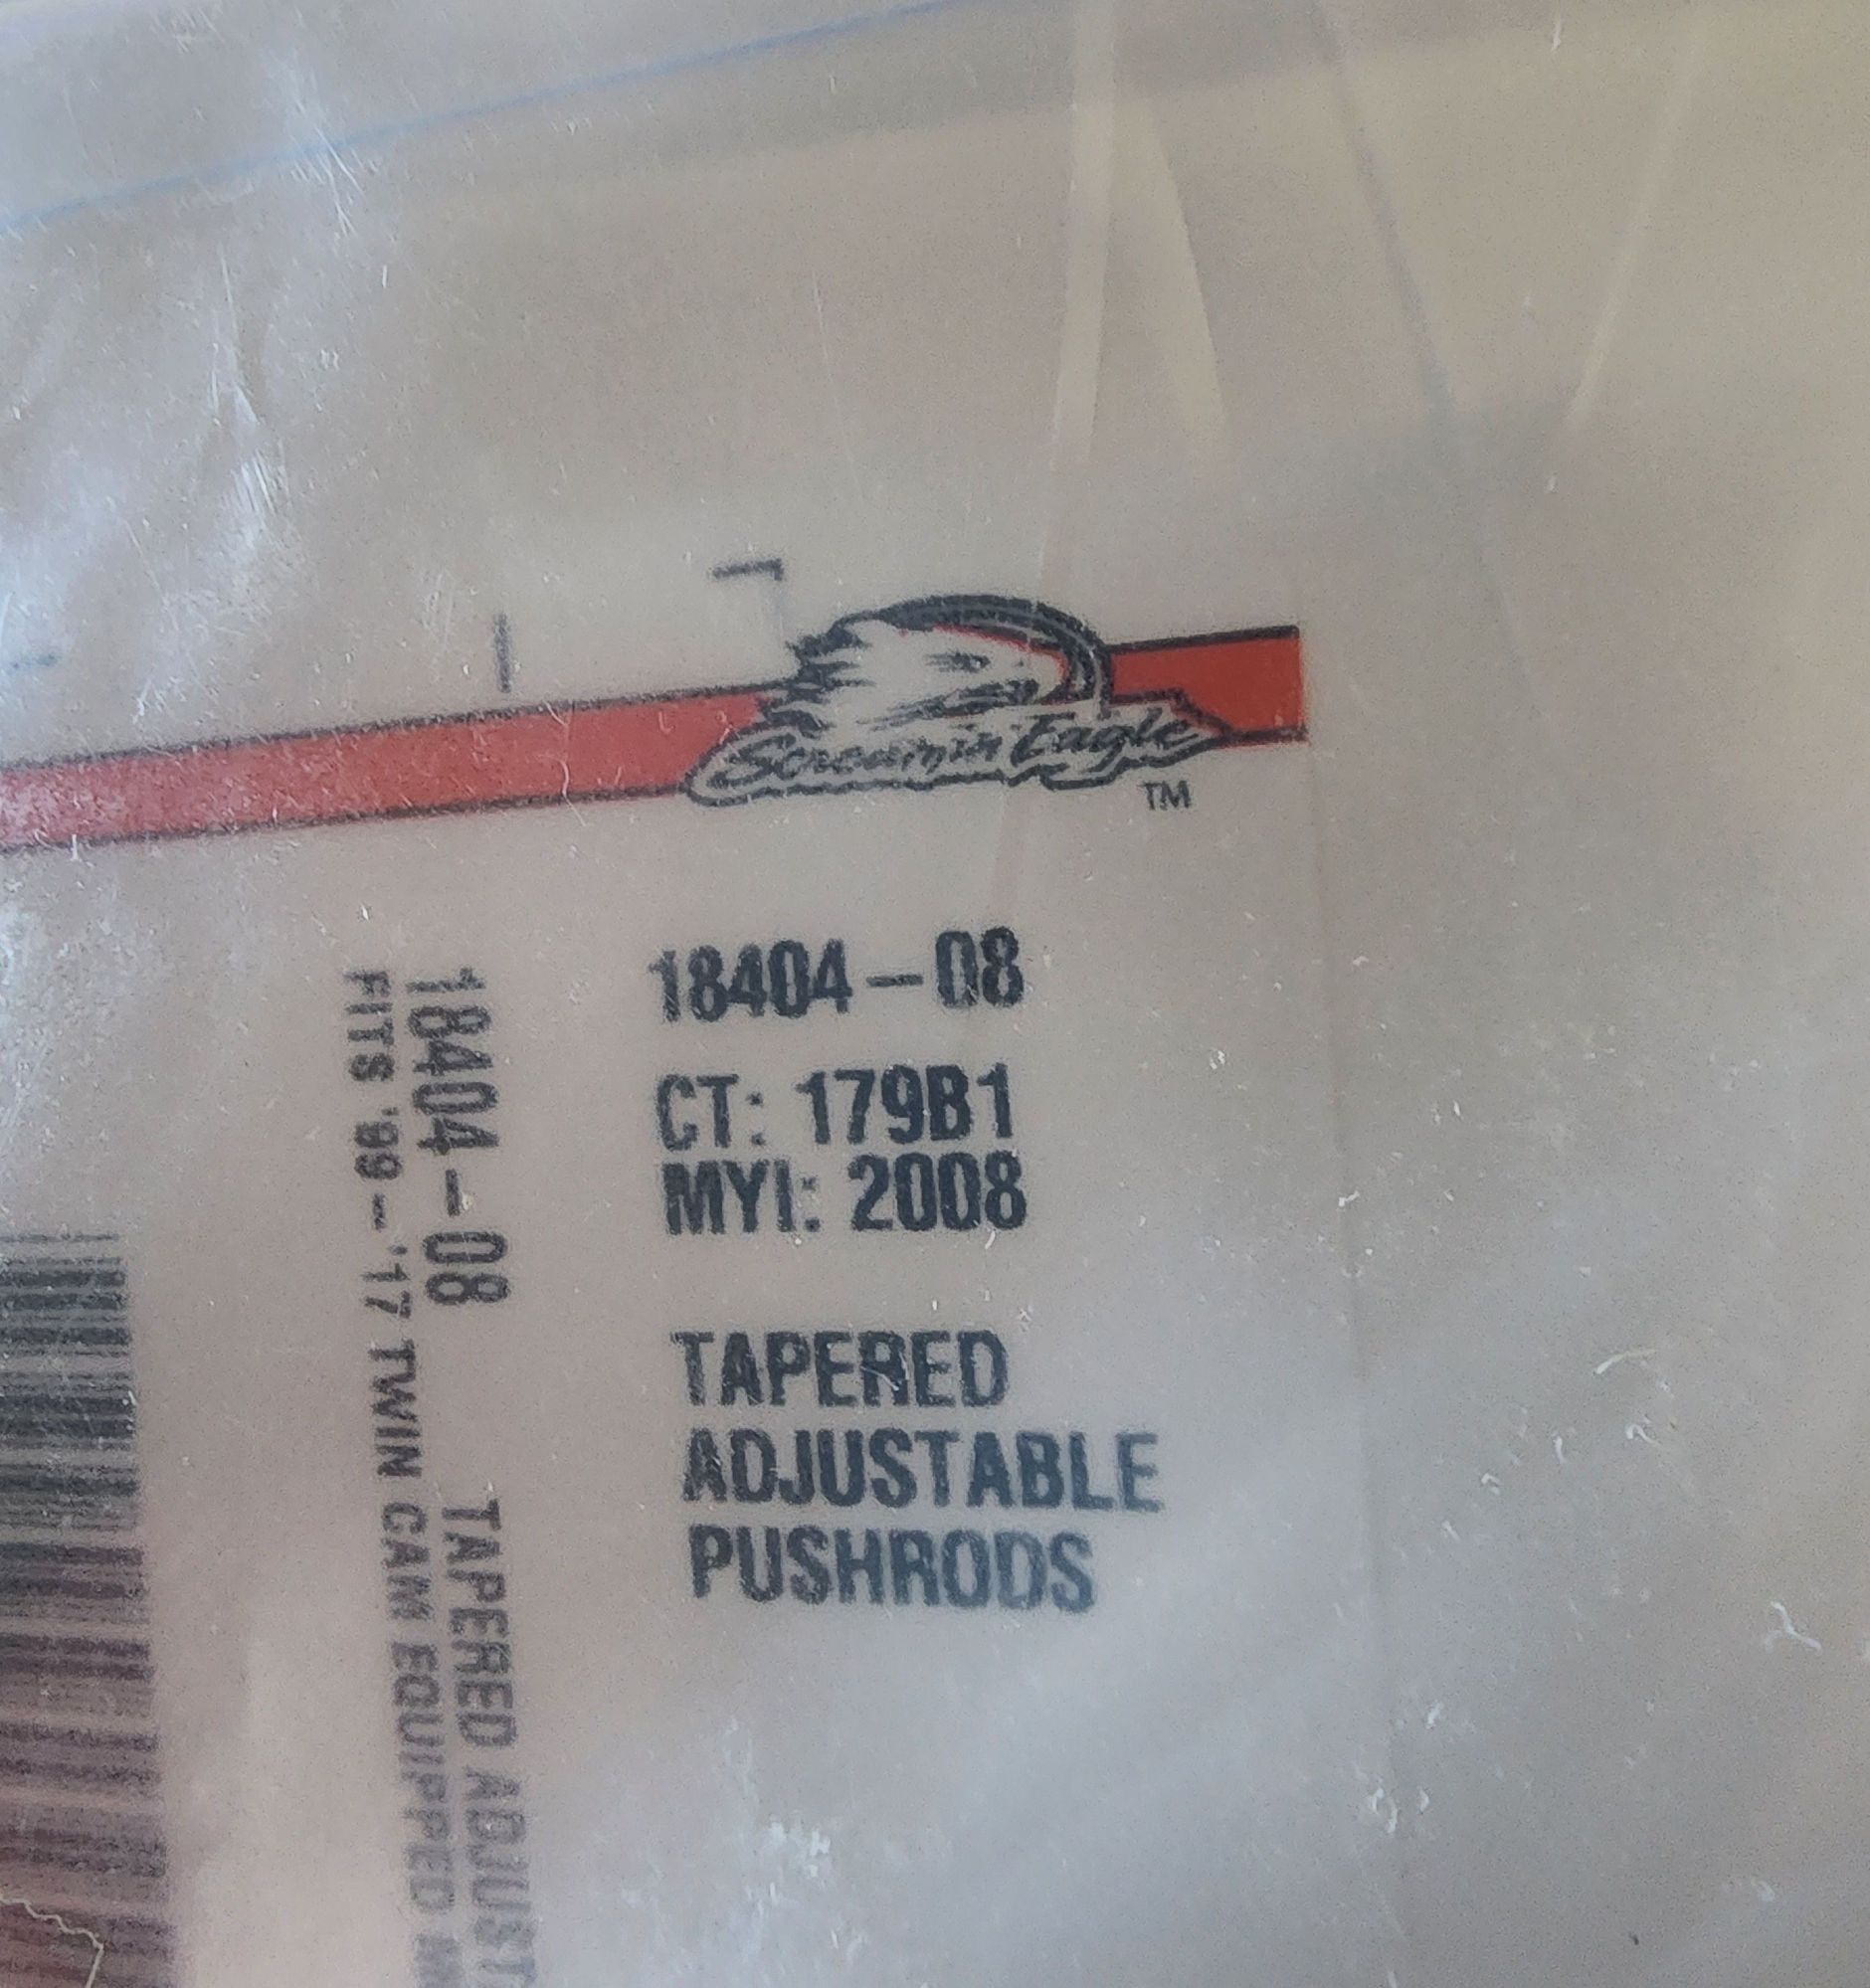 Screamin' Eagle
TM
18404-08
CT: 179B1
MYI: 2008
TAPERED
ADJUSTABLE
PUSHRODS
18404-08 TAPERED ADJUST
FITS '99-'17 TWIN CAM EQUIPPED M